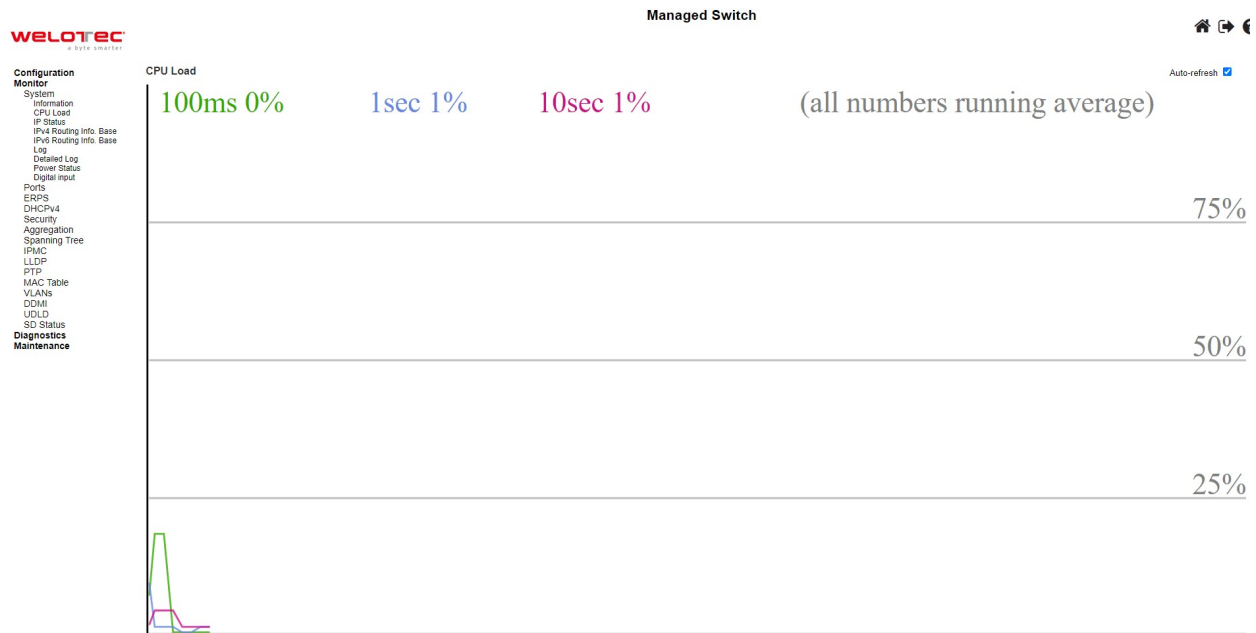 Managed Switch
WELOTEC
a byte smarter
Configuration
Monitor
System
Information
CPU Load
IP Status
IPv4 Routing Info. Base
IPv6 Routing Info. Base
Log
Detailed Log
Power Status
Digital input
Ports
ERPS
DHCPv4
Security
Aggregation
Spanning Tree
IPMC
LLDP
PTP
MAC Table
VLANs
DDMI
UDLD
SD Status
Diagnostics
Maintenance
CPU Load
Auto-refresh
100ms 0% 1sec 1% 10sec 1% (all numbers running average)
75%
50%
25%